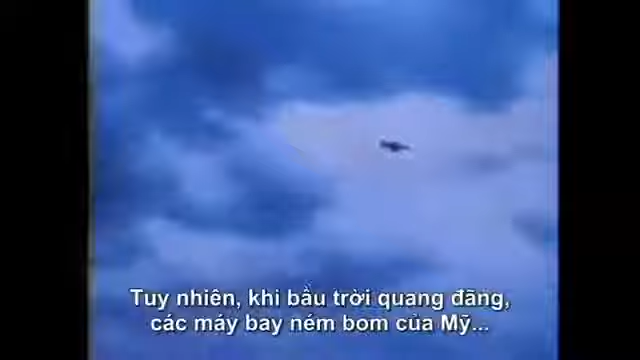 Tuy nhiên, khi bầu trời quang đãng,
các máy bay ném bom của Mỹ...